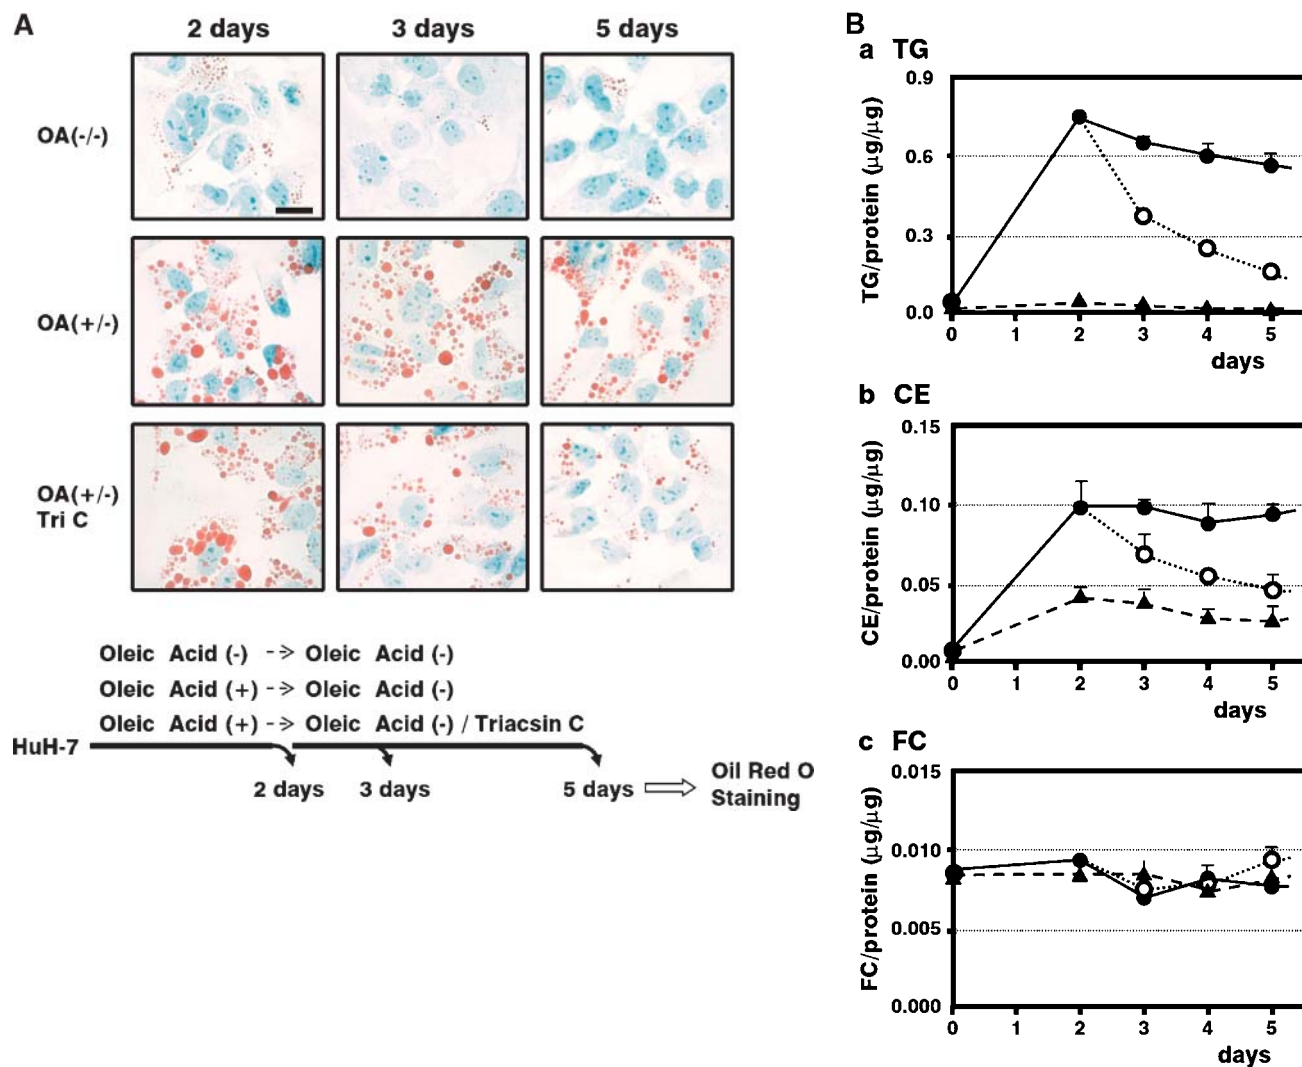 A
2 days 3 days 5 days
OA(-/-)
OA(+/-)
OA(+/-)
Tri C
Oleic Acid (-) --> Oleic Acid (-)
Oleic Acid (+) --> Oleic Acid (-)
Oleic Acid (+) --> Oleic Acid (-) / Triacsin C
HuH-7
2 days 3 days 5 days
Oil Red O
Staining
B
a TG
TG/protein (μg/μg)
0.9
0.6
0.3
0.0
0 1 2 3 4 5
days
b CE
CE/protein (μg/μg)
0.15
0.10
0.05
0.00
0 1 2 3 4 5
days
c FC
FC/protein (μg/μg)
0.015
0.010
0.005
0.000
0 1 2 3 4 5
days